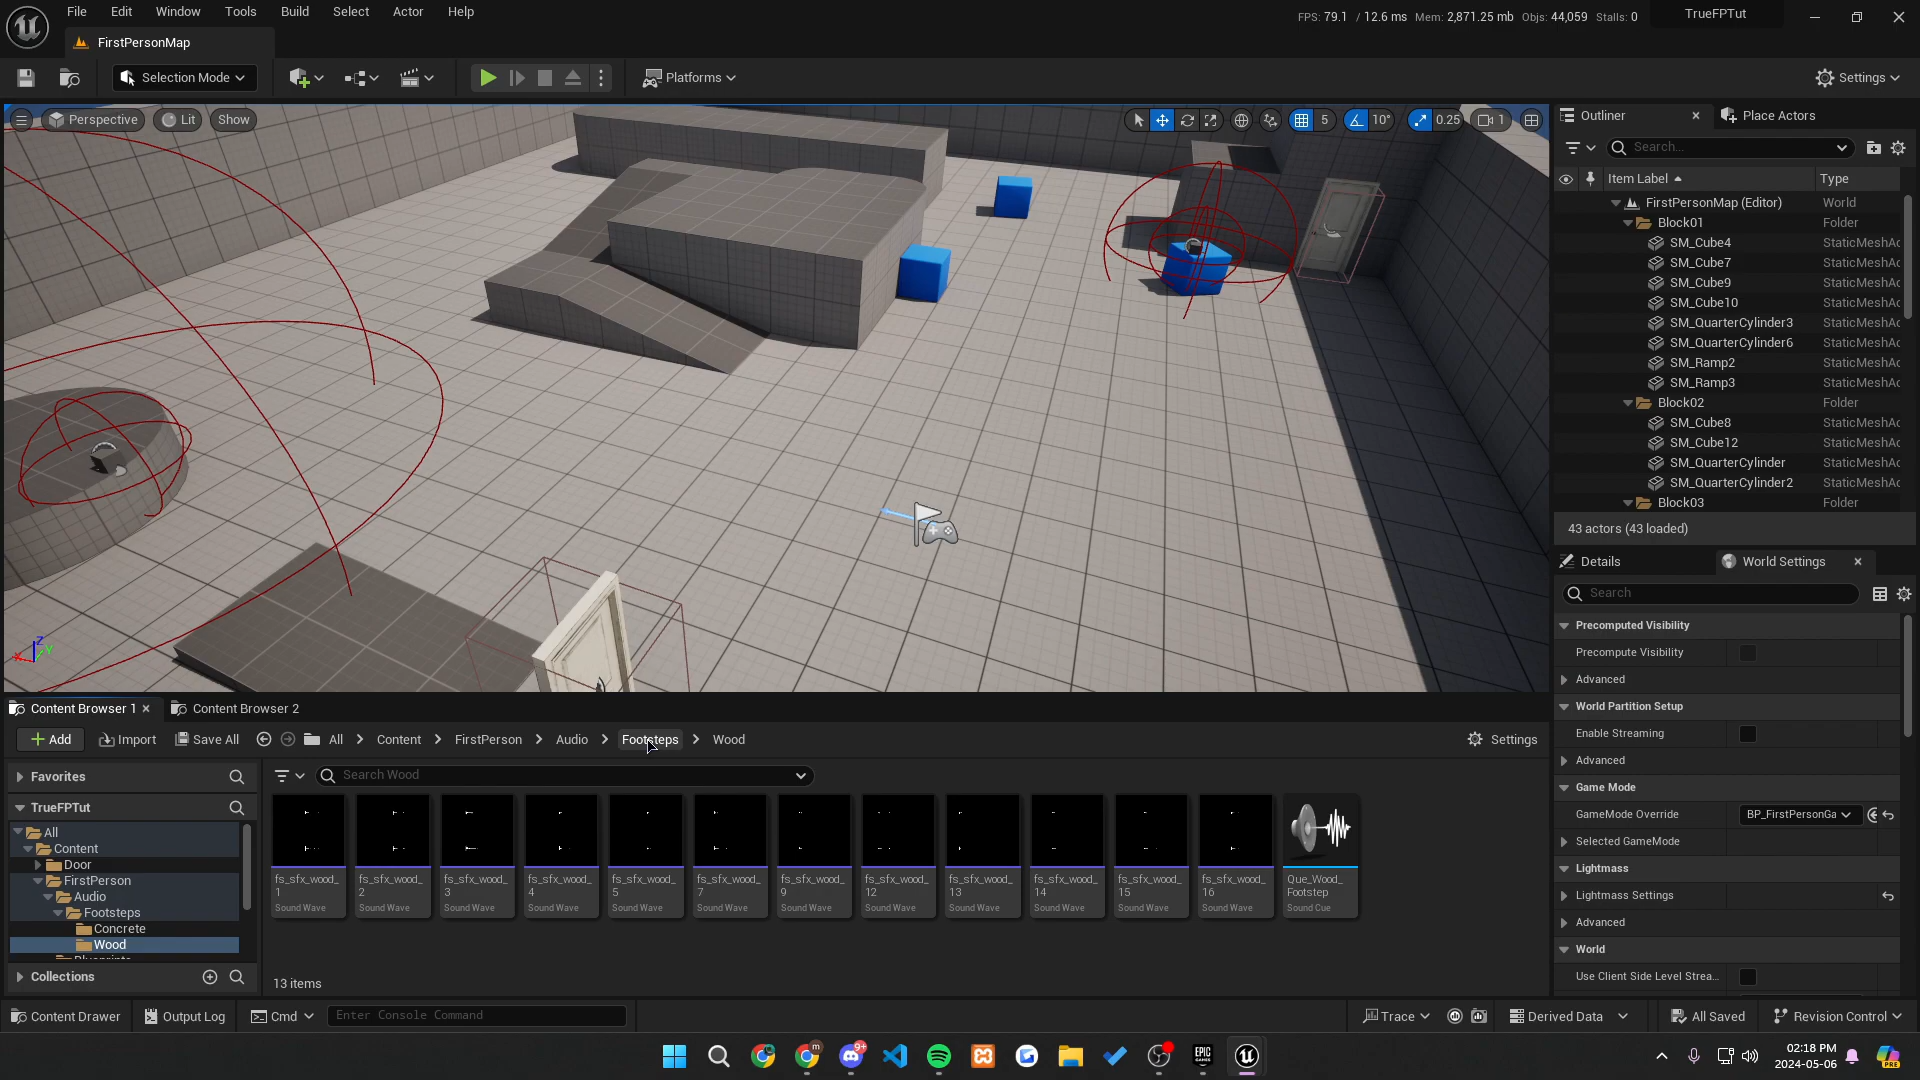 File Edit Window Tools Build Select Actor Help
FPS: 79.1 / 12.6 ms Mem: 2,871.25 mb Objs: 44,059 Stalls: 0
TrueFPTut
FirstPersonMap
Selection Mode
Platforms
Settings
Perspective Lit Show
5 10° 0.25 1
Outliner
Place Actors
Search...
Item Label Type
FirstPersonMap (Editor) World
Block01 Folder
SM_Cube4 StaticMeshAc
SM_Cube7 StaticMeshAc
SM_Cube9 StaticMeshAc
SM_Cube10 StaticMeshAc
SM_QuarterCylinder3 StaticMeshAc
SM_QuarterCylinder6 StaticMeshAc
SM_Ramp2 StaticMeshAc
SM_Ramp3 StaticMeshAc
Block02 Folder
SM_Cube8 StaticMeshAc
SM_Cube12 StaticMeshAc
SM_QuarterCylinder StaticMeshAc
SM_QuarterCylinder2 StaticMeshAc
Block03 Folder
43 actors (43 loaded)
Details
World Settings
Search
Precomputed Visibility
Precompute Visibility
Advanced
World Partition Setup
Enable Streaming
Advanced
Game Mode
GameMode Override BP_FirstPersonGa
Selected GameMode
Lightmass
Lightmass Settings
Advanced
World
Use Client Side Level Strea...
Z
X Y
Content Browser 1
Content Browser 2
Add Import Save All
All > Content > FirstPerson > Audio > Footsteps > Wood
Settings
Favorites
TrueFPTut
All
Content
Door
FirstPerson
Audio
Footsteps
Concrete
Wood
Collections
Search Wood
fs_sfx_wood_
1
Sound Wave
fs_sfx_wood_
2
Sound Wave
fs_sfx_wood_
3
Sound Wave
fs_sfx_wood_
4
Sound Wave
fs_sfx_wood_
5
Sound Wave
fs_sfx_wood_
7
Sound Wave
fs_sfx_wood_
9
Sound Wave
fs_sfx_wood_
12
Sound Wave
fs_sfx_wood_
13
Sound Wave
fs_sfx_wood_
14
Sound Wave
fs_sfx_wood_
15
Sound Wave
fs_sfx_wood_
16
Sound Wave
Que_Wood_
Footstep
Sound Cue
13 items
Content Drawer
Output Log
Cmd
Enter Console Command
Trace
Derived Data
All Saved
Revision Control
m
9+
EPIC
GAMES
02:18 PM
2024-05-06
PRE